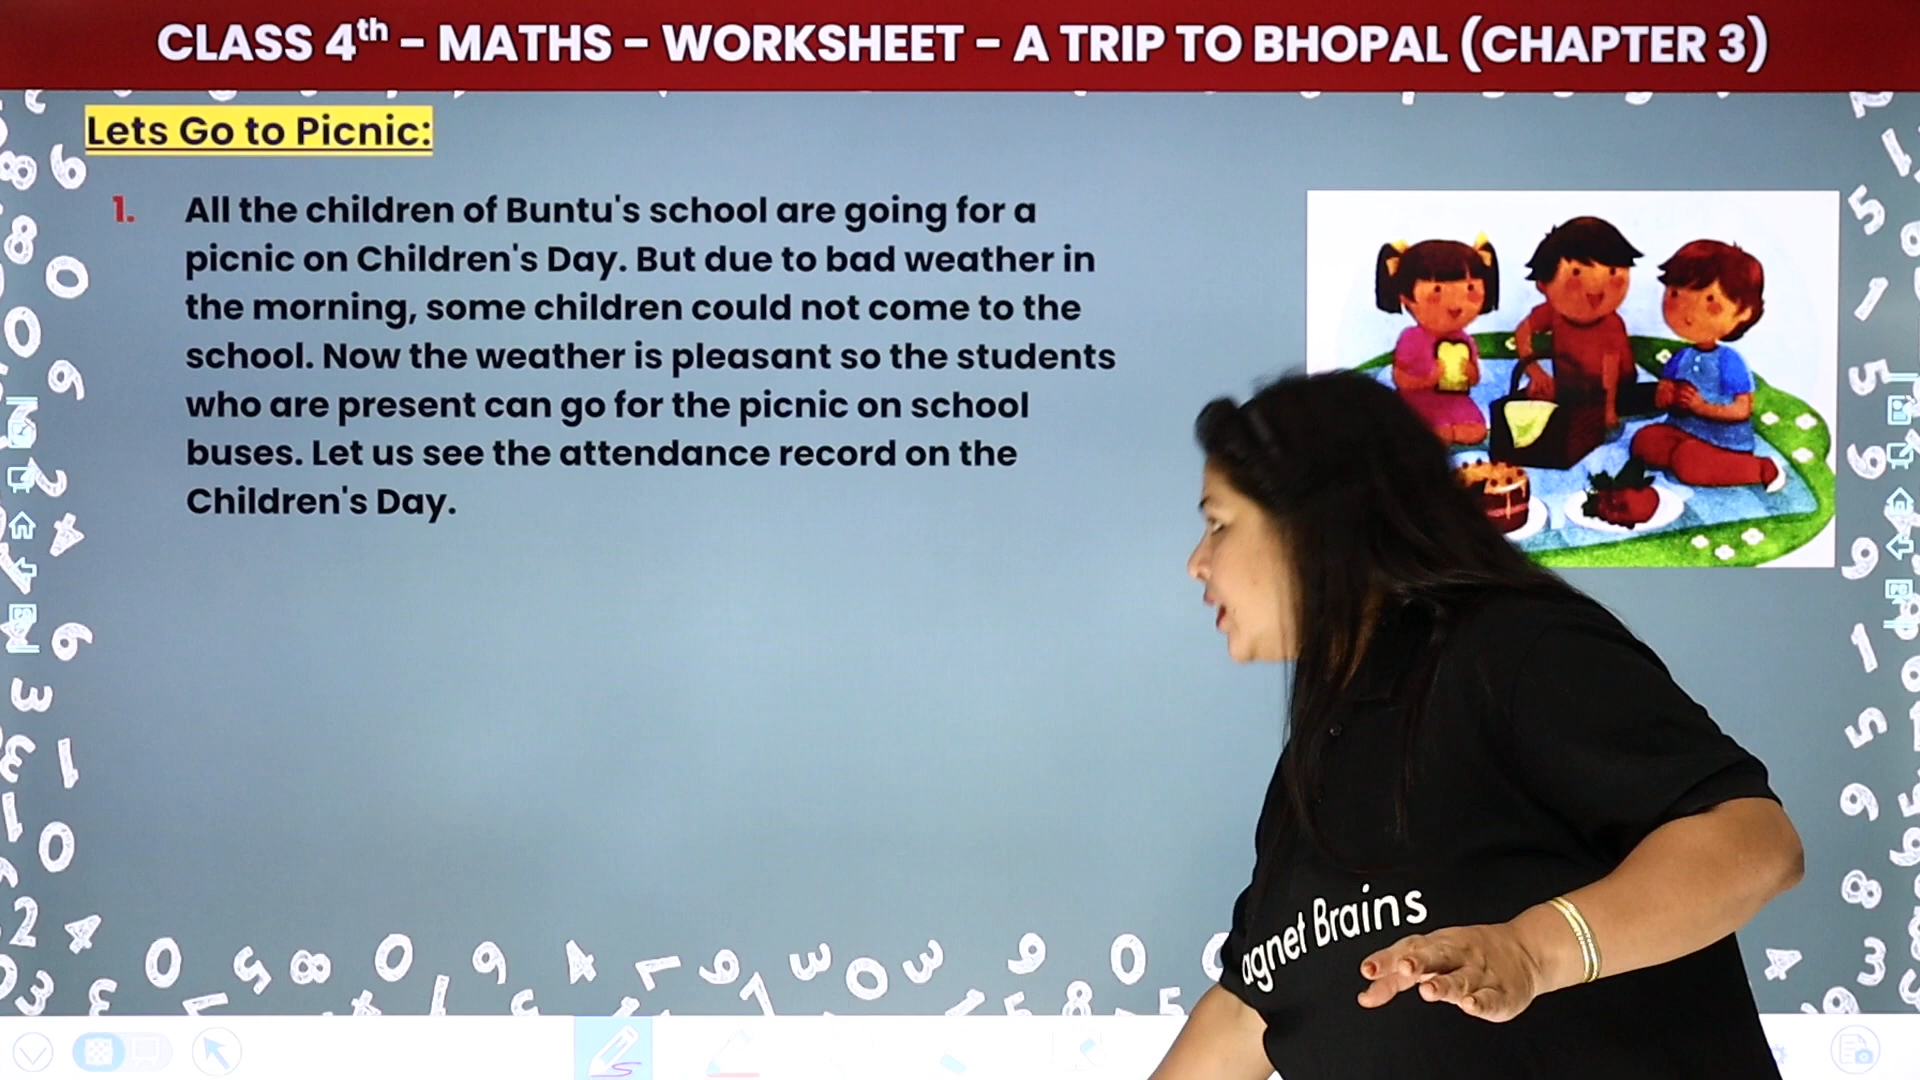 CLASS 4th - MATHS - WORKSHEET - A TRIP TO BHOPAL (CHAPTER 3)
Lets Go to Picnic:
1. All the children of Buntu's school are going for a
picnic on Children's Day. But due to bad weather in
the morning, some children could not come to the
school. Now the weather is pleasant so the students
who are present can go for the picnic on school
buses. Let us see the attendance record on the
Children's Day.
agnet Brains